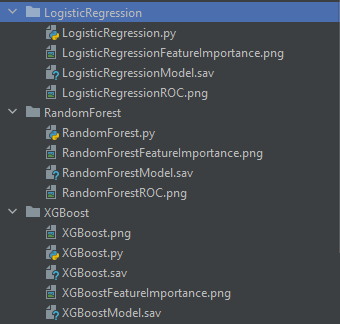 LogisticRegression
LogisticRegression.py
LogisticRegressionFeatureImportance.png
LogisticRegressionModel.sav
LogisticRegressionROC.png
RandomForest
RandomForest.py
RandomForestFeatureImportance.png
RandomForestModel.sav
RandomForestROC.png
XGBoost
XGBoost.png
XGBoost.py
XGBoost.sav
XGBoostFeatureImportance.png
XGBoostModel.sav